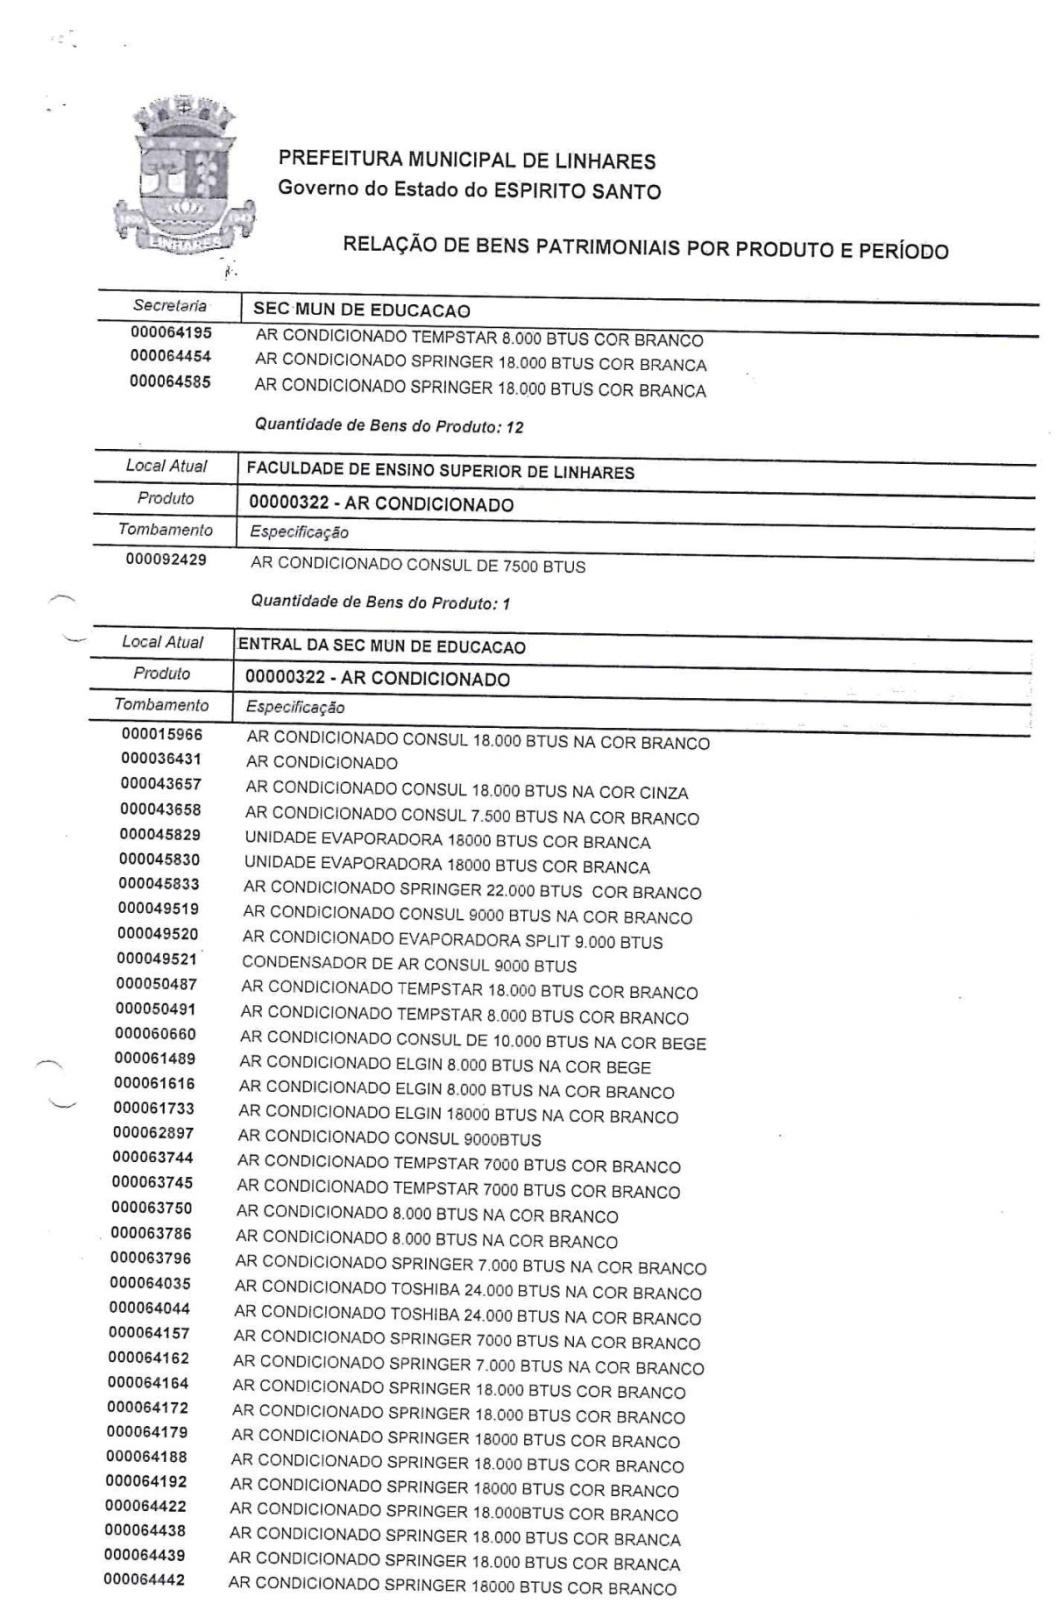 LINHARES
PREFEITURA MUNICIPAL DE LINHARES
Governo do Estado do ESPIRITO SANTO
RELAÇÃO DE BENS PATRIMONIAIS POR PRODUTO E PERÍODO
Secretaria SEC MUN DE EDUCACAO
000064195 AR CONDICIONADO TEMPSTAR 8.000 BTUS COR BRANCO
000064454 AR CONDICIONADO SPRINGER 18.000 BTUS COR BRANCA
000064585 AR CONDICIONADO SPRINGER 18.000 BTUS COR BRANCA
Quantidade de Bens do Produto: 12
Local Atual FACULDADE DE ENSINO SUPERIOR DE LINHARES
Produto 00000322 - AR CONDICIONADO
Tombamento Especificação
000092429 AR CONDICIONADO CONSUL DE 7500 BTUS
Quantidade de Bens do Produto: 1
Local Atual ENTRAL DA SEC MUN DE EDUCACAO
Produto 00000322 - AR CONDICIONADO
Tombamento Especificação
000015966 AR CONDICIONADO CONSUL 18.000 BTUS NA COR BRANCO
000036431 AR CONDICIONADO
000043657 AR CONDICIONADO CONSUL 18.000 BTUS NA COR CINZA
000043658 AR CONDICIONADO CONSUL 7.500 BTUS NA COR BRANCO
000045829 UNIDADE EVAPORADORA 18000 BTUS COR BRANCA
000045830 UNIDADE EVAPORADORA 18000 BTUS COR BRANCA
000045833 AR CONDICIONADO SPRINGER 22.000 BTUS COR BRANCO
000049519 AR CONDICIONADO CONSUL 9000 BTUS NA COR BRANCO
000049520 AR CONDICIONADO EVAPORADORA SPLIT 9.000 BTUS
000049521 CONDENSADOR DE AR CONSUL 9000 BTUS
000050487 AR CONDICIONADO TEMPSTAR 18.000 BTUS COR BRANCO
000050491 AR CONDICIONADO TEMPSTAR 8.000 BTUS COR BRANCO
000060660 AR CONDICIONADO CONSUL DE 10.000 BTUS NA COR BEGE
000061489 AR CONDICIONADO ELGIN 8.000 BTUS NA COR BEGE
000061616 AR CONDICIONADO ELGIN 8.000 BTUS NA COR BRANCO
000061733 AR CONDICIONADO ELGIN 18000 BTUS NA COR BRANCO
000062897 AR CONDICIONADO CONSUL 9000BTUS
000063744 AR CONDICIONADO TEMPSTAR 7000 BTUS COR BRANCO
000063745 AR CONDICIONADO TEMPSTAR 7000 BTUS COR BRANCO
000063750 AR CONDICIONADO 8.000 BTUS NA COR BRANCO
000063786 AR CONDICIONADO 8.000 BTUS NA COR BRANCO
000063796 AR CONDICIONADO SPRINGER 7.000 BTUS NA COR BRANCO
000064035 AR CONDICIONADO TOSHIBA 24.000 BTUS NA COR BRANCO
000064044 AR CONDICIONADO TOSHIBA 24.000 BTUS NA COR BRANCO
000064157 AR CONDICIONADO SPRINGER 7000 BTUS NA COR BRANCO
000064162 AR CONDICIONADO SPRINGER 7.000 BTUS NA COR BRANCO
000064164 AR CONDICIONADO SPRINGER 18.000 BTUS COR BRANCO
000064172 AR CONDICIONADO SPRINGER 18.000 BTUS COR BRANCO
000064179 AR CONDICIONADO SPRINGER 18000 BTUS COR BRANCO
000064188 AR CONDICIONADO SPRINGER 18.000 BTUS COR BRANCO
000064192 AR CONDICIONADO SPRINGER 18000 BTUS COR BRANCO
000064422 AR CONDICIONADO SPRINGER 18.000BTUS COR BRANCO
000064438 AR CONDICIONADO SPRINGER 18.000 BTUS COR BRANCA
000064439 AR CONDICIONADO SPRINGER 18.000 BTUS COR BRANCA
000064442 AR CONDICIONADO SPRINGER 18000 BTUS COR BRANCO